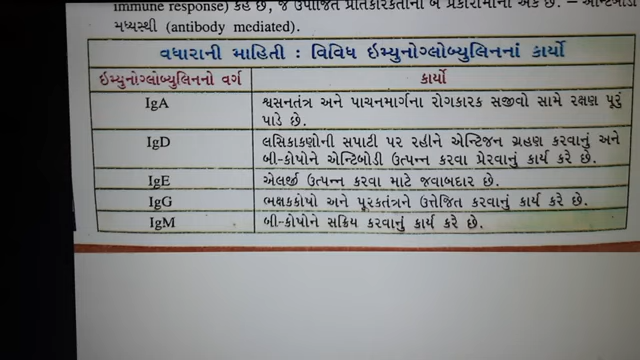 immune response) કહે છે, જે ઉપાર્જિત પ્રતિકારકતાના બે પ્રકારોમાંનો એક છે. – એન્ટિબૉડી
મધ્યસ્થી (antibody mediated).
વધારાની માહિતી : વિવિધ ઇમ્યુનોગ્લોબ્યુલિનનાં કાર્યો
ઇમ્યુનોગ્લોબ્યુલિનનો વર્ગ કાર્યો
IgA શ્વસનતંત્ર અને પાચનમાર્ગના રોગકારક સજીવો સામે રક્ષણ પૂરું
પાડે છે.
IgD લસિકાકણોની સપાટી પર રહીને એન્ટિજન ગ્રહણ કરવાનું અને
બી-કોષોને એન્ટિબોડી ઉત્પન્ન કરવા પ્રેરવાનું કાર્ય કરે છે.
IgE એલર્જી ઉત્પન્ન કરવા માટે જવાબદાર છે.
IgG ભક્ષકકોષો અને પૂરકતંત્રને ઉત્તેજિત કરવાનું કાર્ય કરે છે.
IgM બી-કોષોને સક્રિય કરવાનું કાર્ય કરે છે.